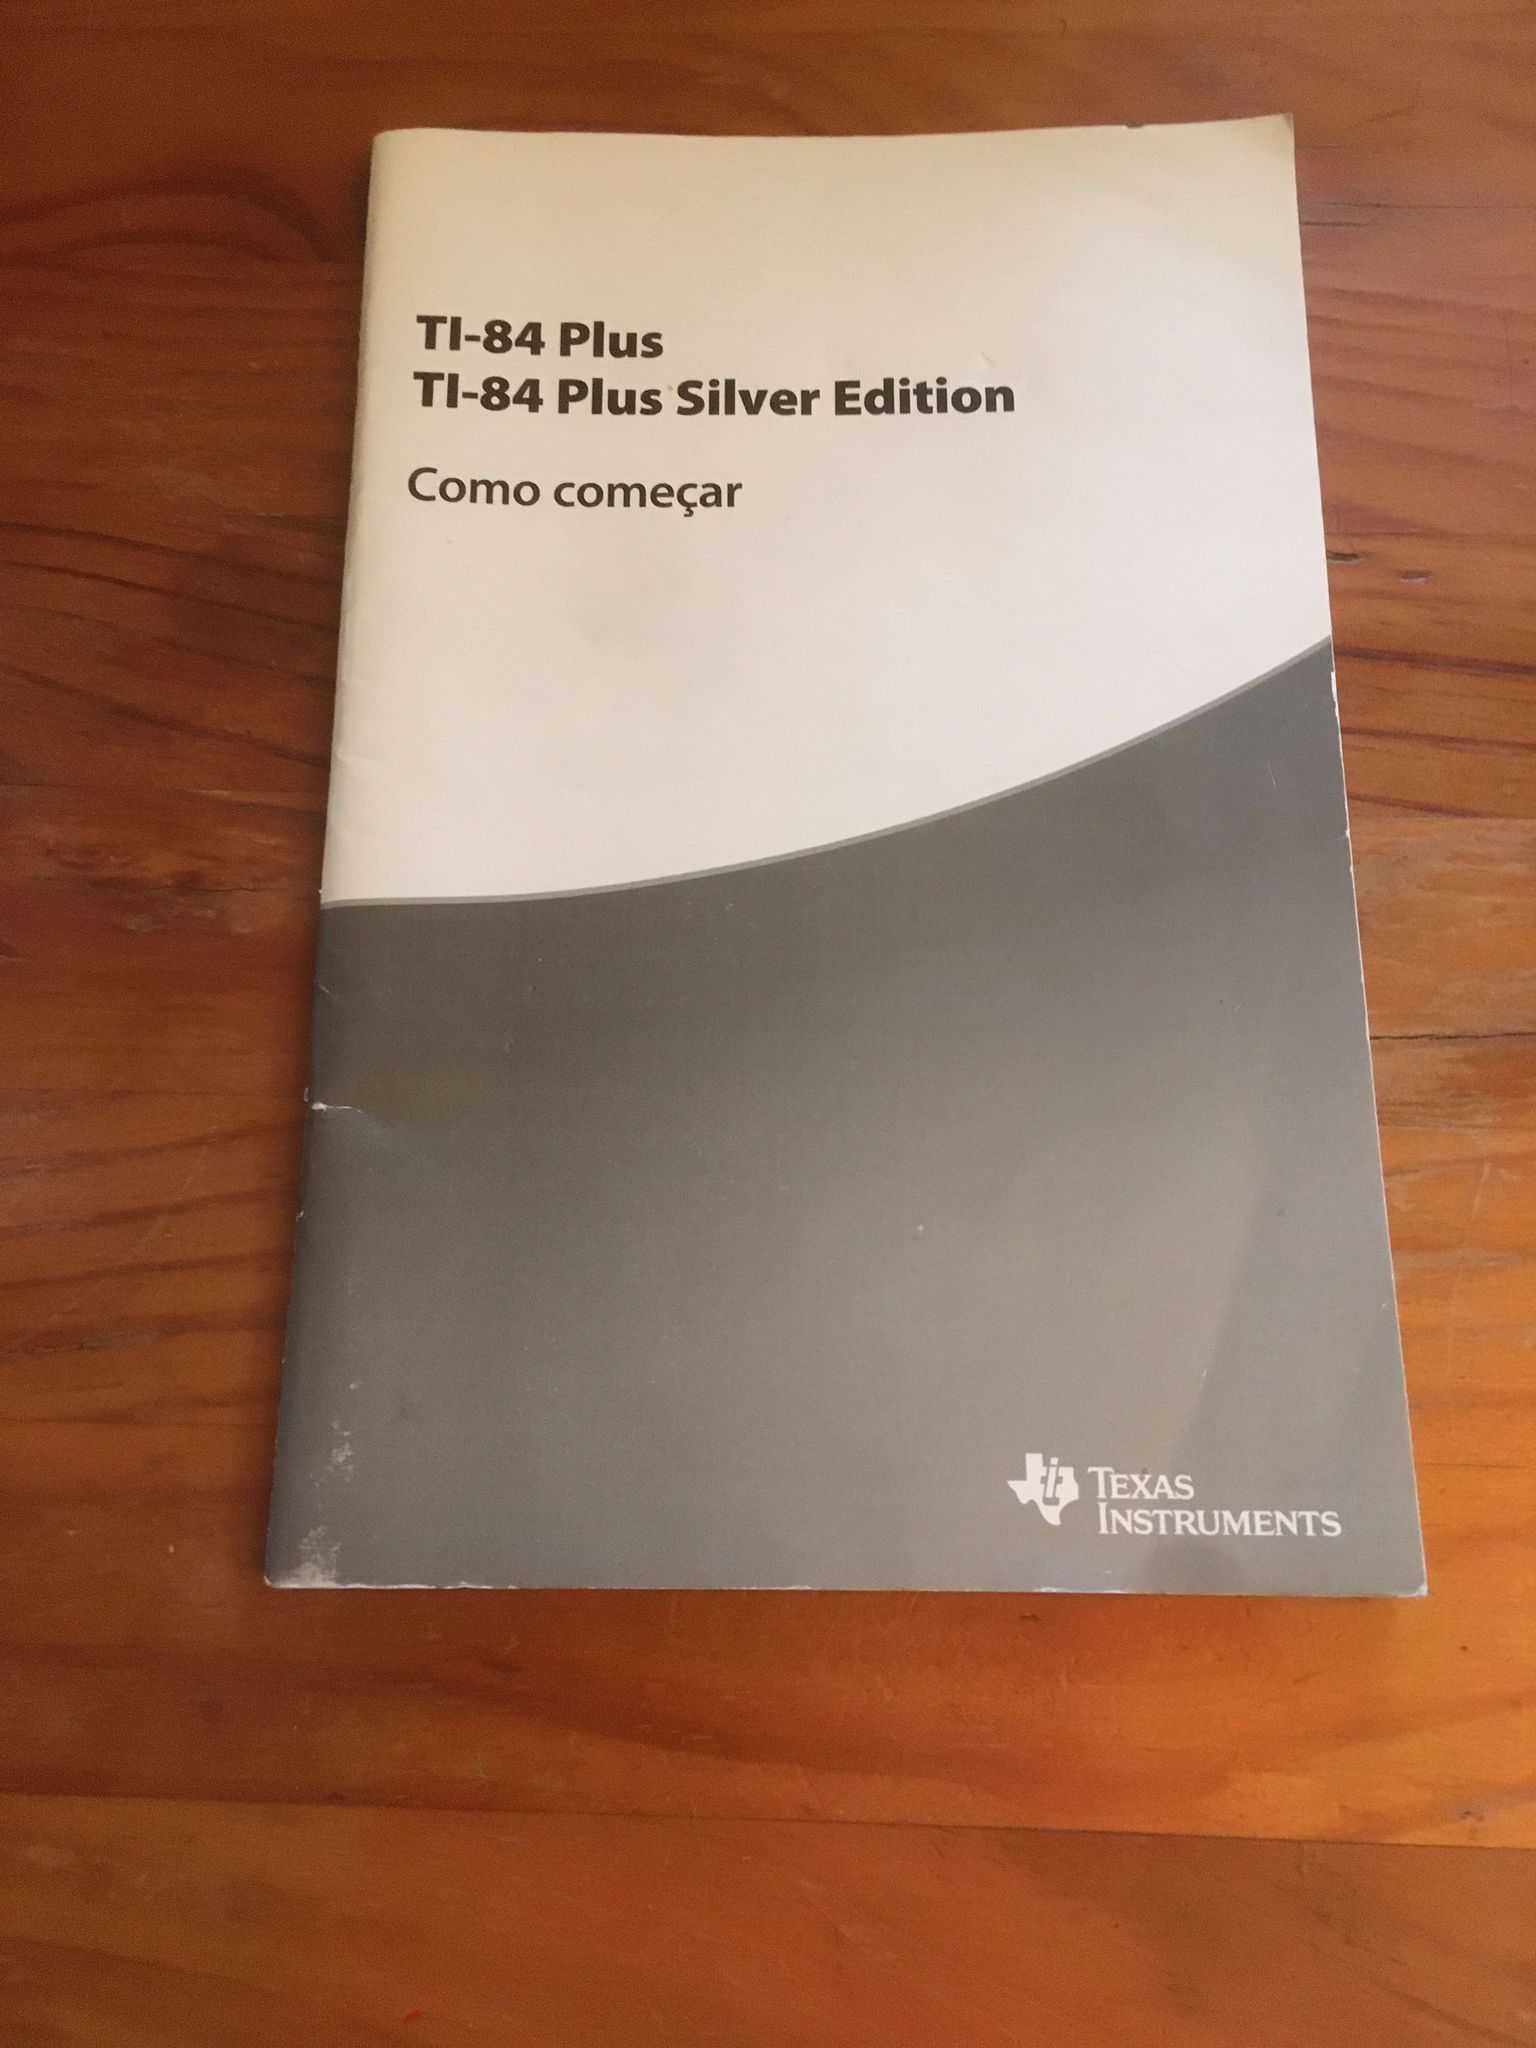 TI-84 Plus
TI-84 Plus Silver Edition
Como começar
TEXAS
INSTRUMENTS